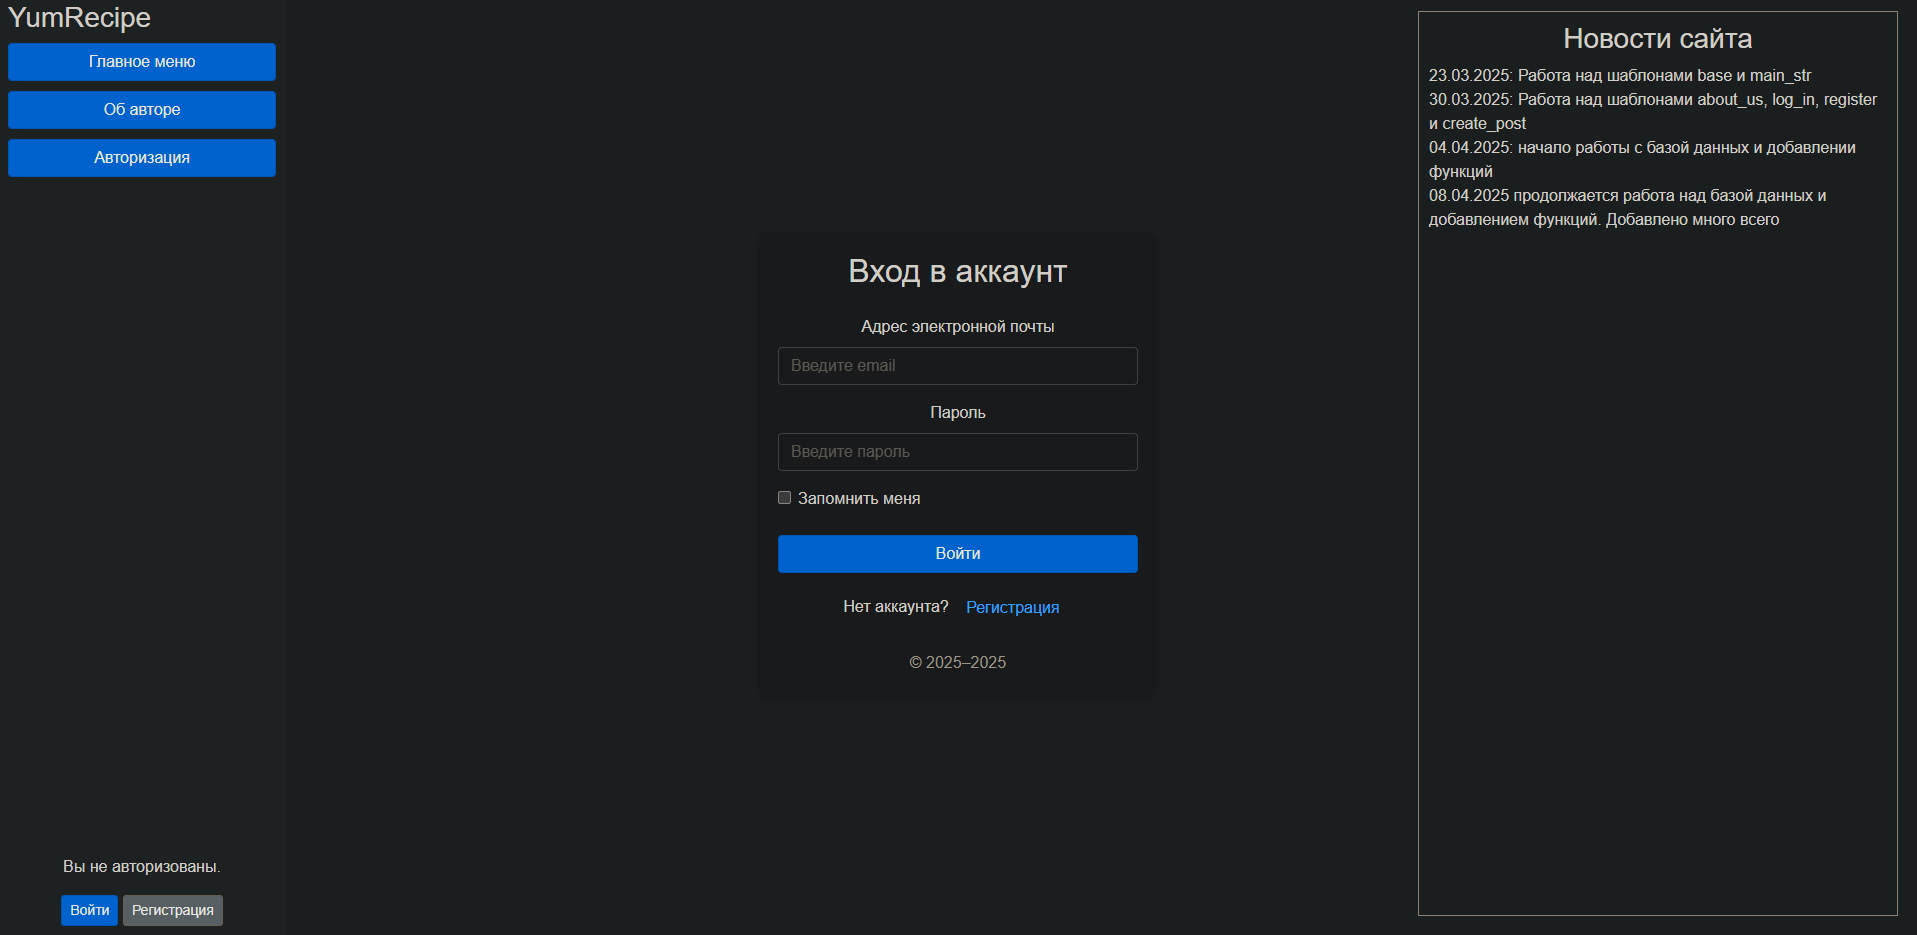 YumRecipe
Главное меню
Об авторе
Авторизация
Вы не авторизованы.
Войти
Регистрация
Вход в аккаунт
Адрес электронной почты
Введите email
Пароль
Введите пароль
Запомнить меня
Войти
Нет аккаунта? Регистрация
© 2025–2025
Новости сайта
23.03.2025: Работа над шаблонами base и main_str
30.03.2025: Работа над шаблонами about_us, log_in, register
и create_post
04.04.2025: начало работы с базой данных и добавлении
функций
08.04.2025 продолжается работа над базой данных и
добавлением функций. Добавлено много всего